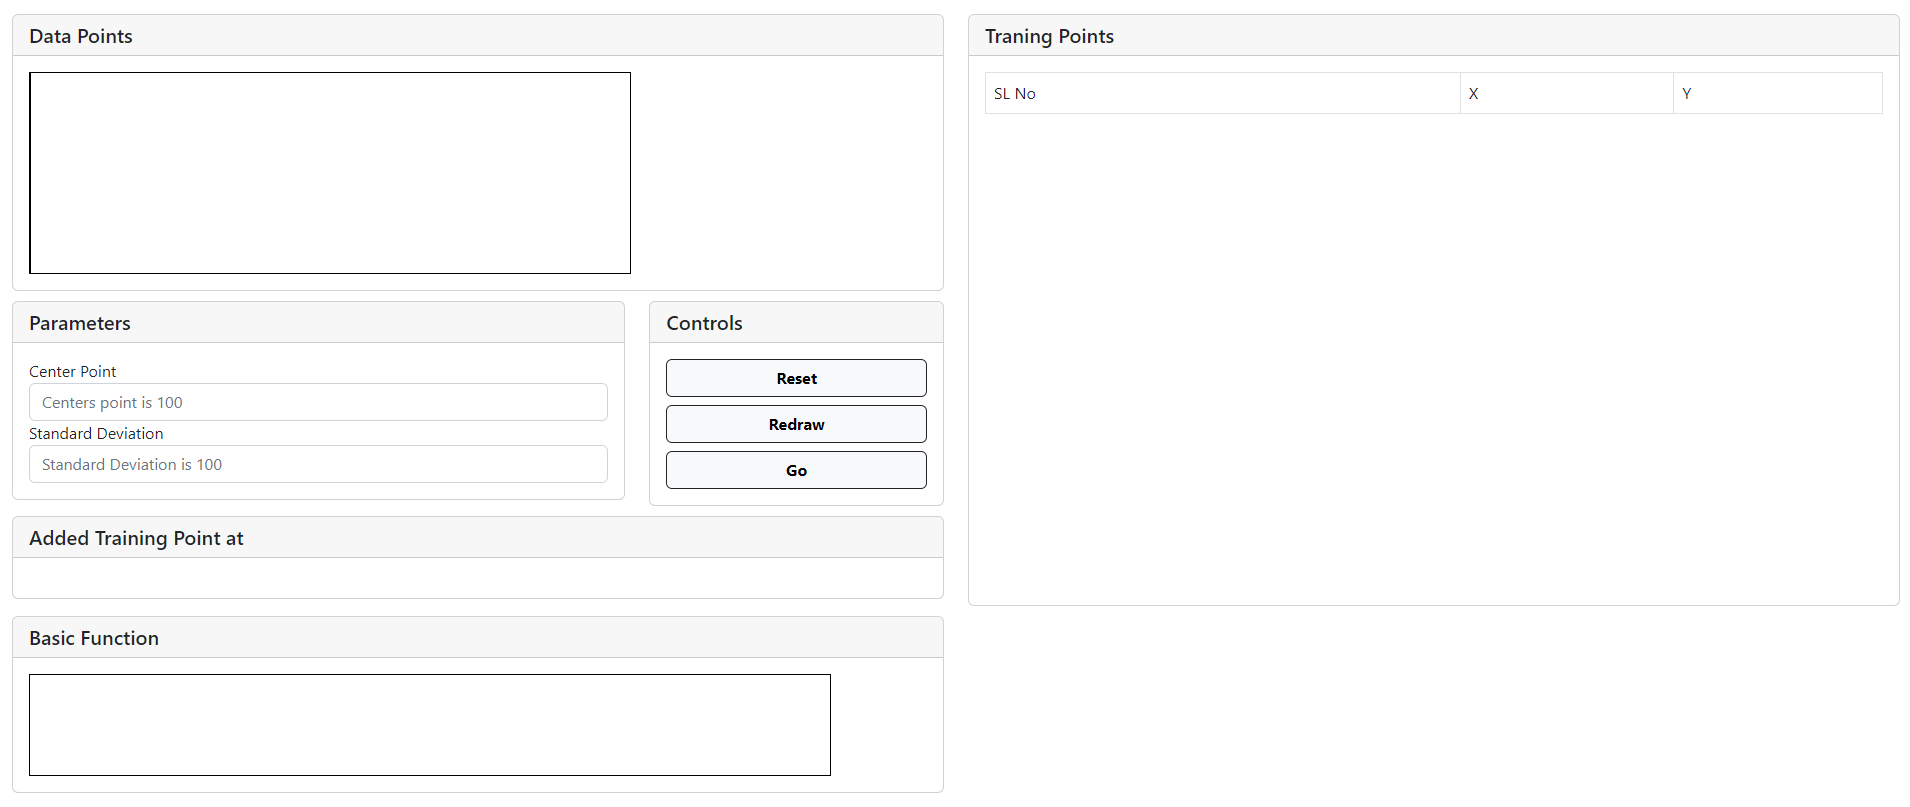 Data Points
Traning Points
SL No X Y
Parameters
Center Point
Centers point is 100
Standard Deviation
Standard Deviation is 100
Controls
Reset
Redraw
Go
Added Training Point at
Basic Function